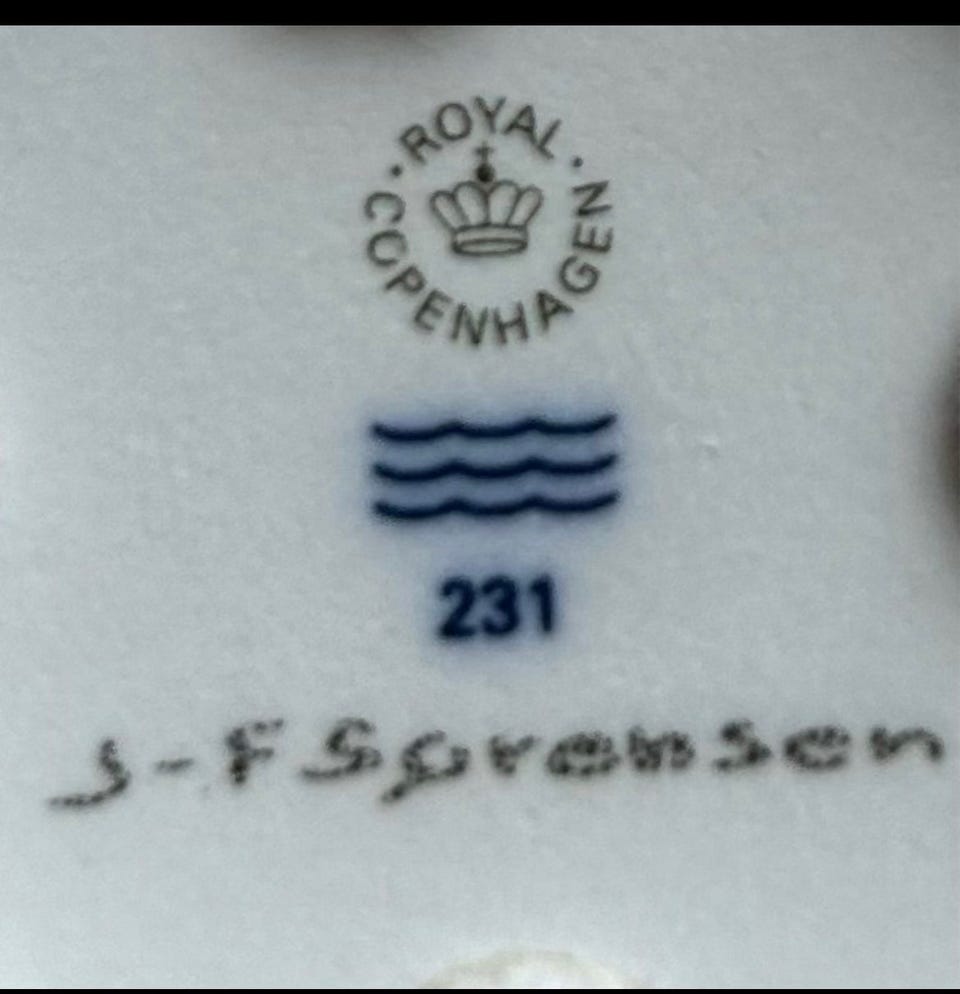 · ROYAL ·
COPENHAGEN
231
J-F Sørensen